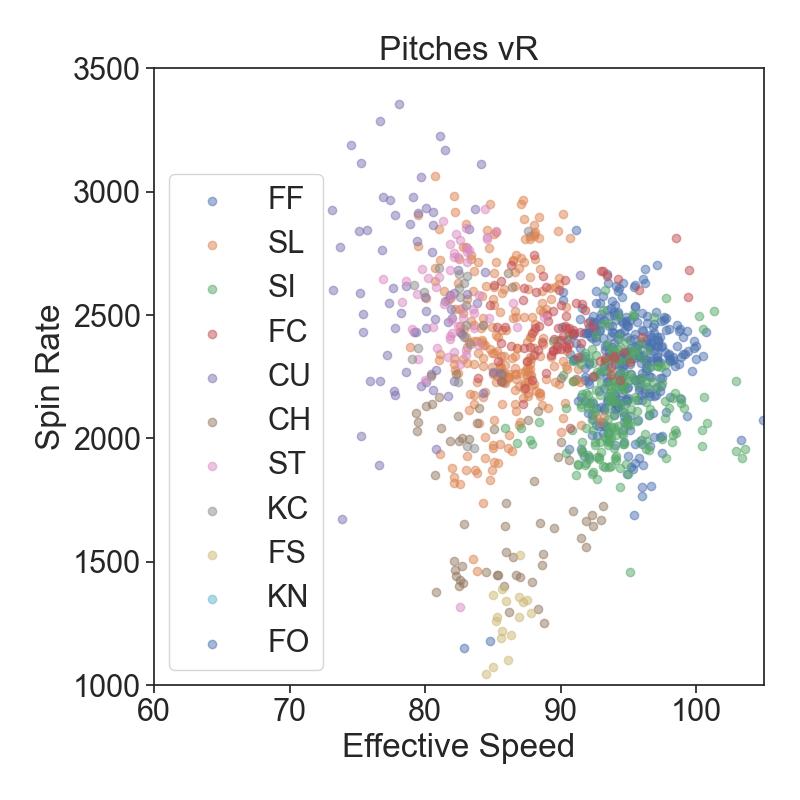 Pitches vR
3500
3000
2500
2000
1500
1000
Spin Rate
FF
SL
SI
FC
CU
CH
ST
KC
FS
KN
FO
60 70 80 90 100
Effective Speed